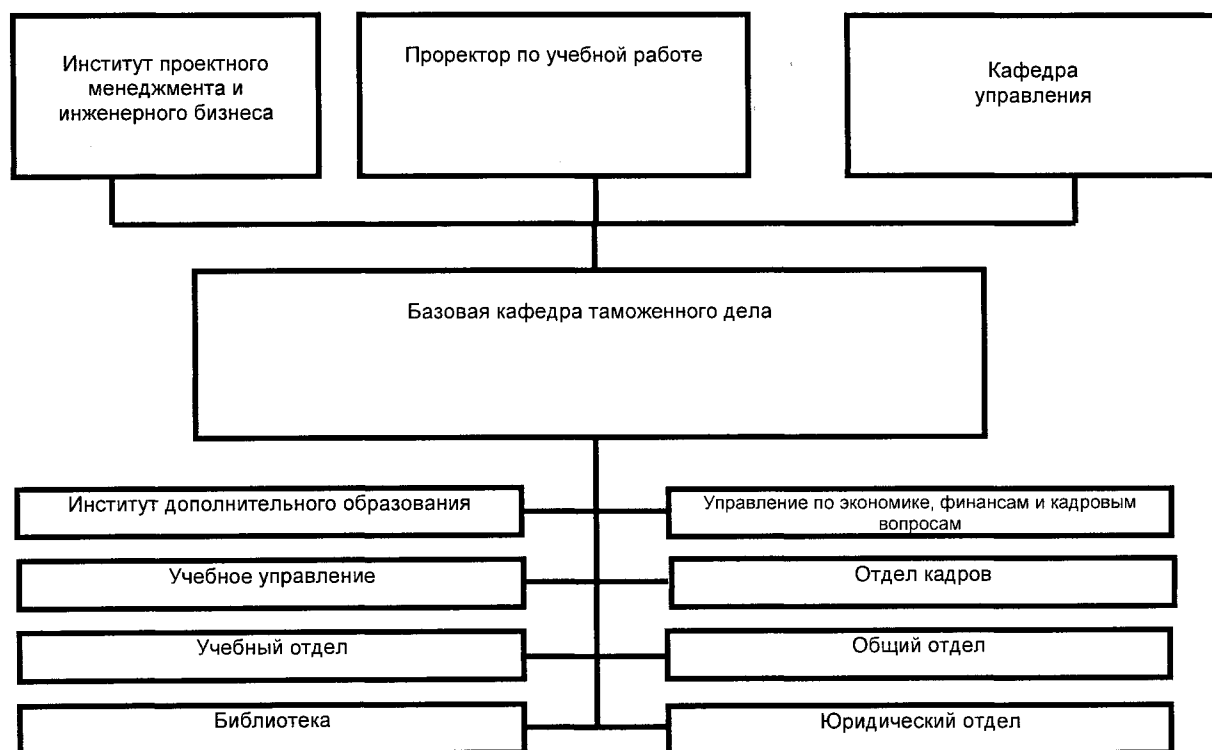 Институт проектного
менеджмента и
инженерного бизнеса
Проректор по учебной работе
Кафедра
управления
Базовая кафедра таможенного дела
Институт дополнительного образования
Управление по экономике, финансам и кадровым
вопросам
Учебное управление
Отдел кадров
Учебный отдел
Общий отдел
Библиотека
Юридический отдел